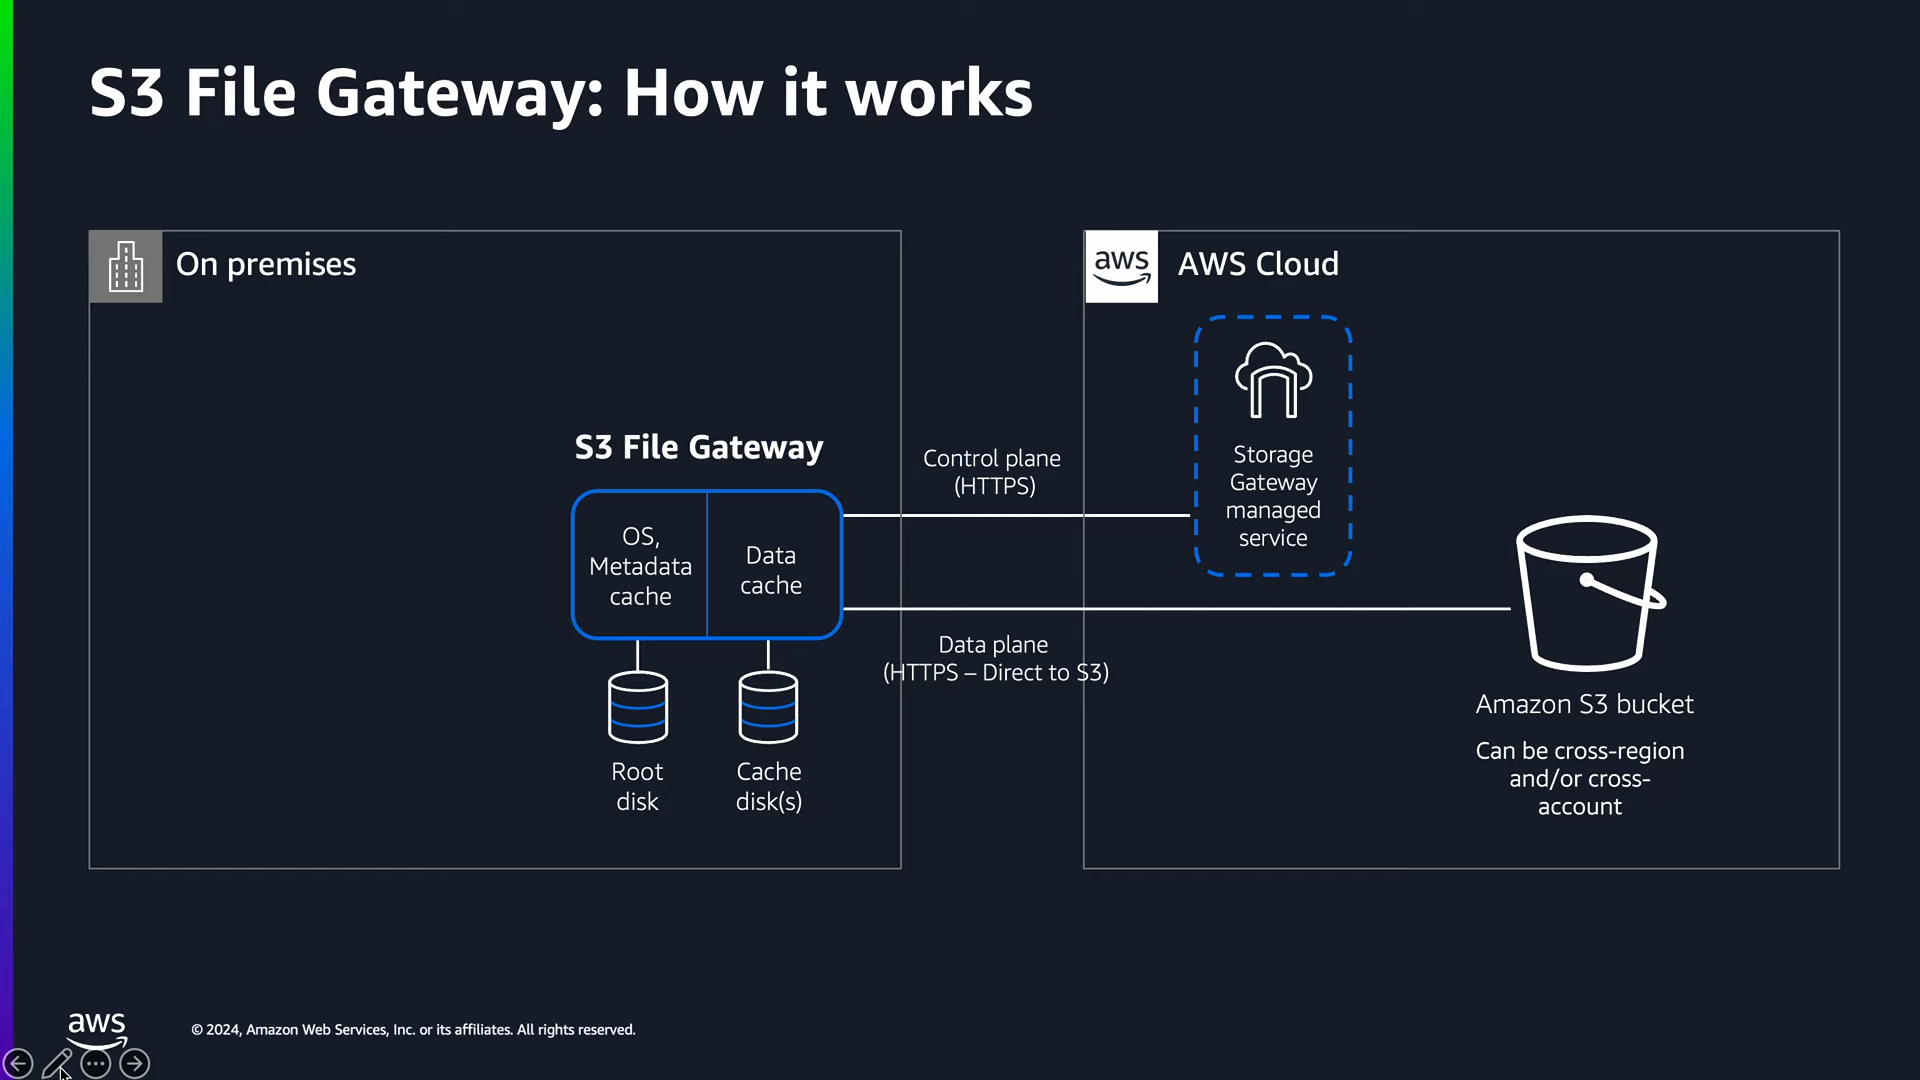 S3 File Gateway: How it works
On premises
aws
AWS Cloud
Storage
Gateway
managed
service
S3 File Gateway
Control plane
(HTTPS)
OS,
Metadata
cache
Data
cache
Data plane
(HTTPS – Direct to S3)
Root
disk
Cache
disk(s)
Amazon S3 bucket
Can be cross-region
and/or cross-
account
aws
© 2024, Amazon Web Services, Inc. or its affiliates. All rights reserved.